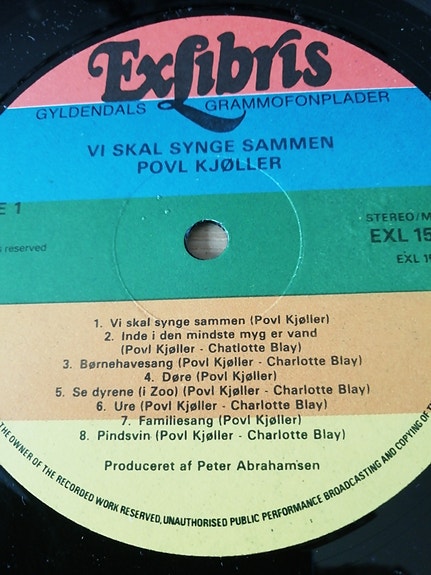 ExLibris
GYLDENDALS GRAMMOFONPLADER
VI SKAL SYNGE SAMMEN
POVL KJØLLER
1
STEREO/M
EXL 15
EXL 15
reserved
1. Vi skal synge sammen (Povl Kjøller)
2. Inde i den mindste myg er vand
(Povl Kjøller - Chatlotte Blay)
3. Børnehavesang (Povl Kjøller - Charlotte Blay)
4. Døre (Povl Kjøller)
5. Se dyrene (i Zoo) (Povl Kjøller - Charlotte Blay)
6. Ure (Povl Kjøller - Charlotte Blay)
7. Familiesang (Povl Kjøller)
8. Pindsvin (Povl Kjøller - Charlotte Blay)
Produceret af Peter Abrahamsen
THE OWNER OF THE RECORDED WORK RESERVED, UNAUTHORISED PUBLIC PERFORMANCE BROADCASTING AND COPYING OF